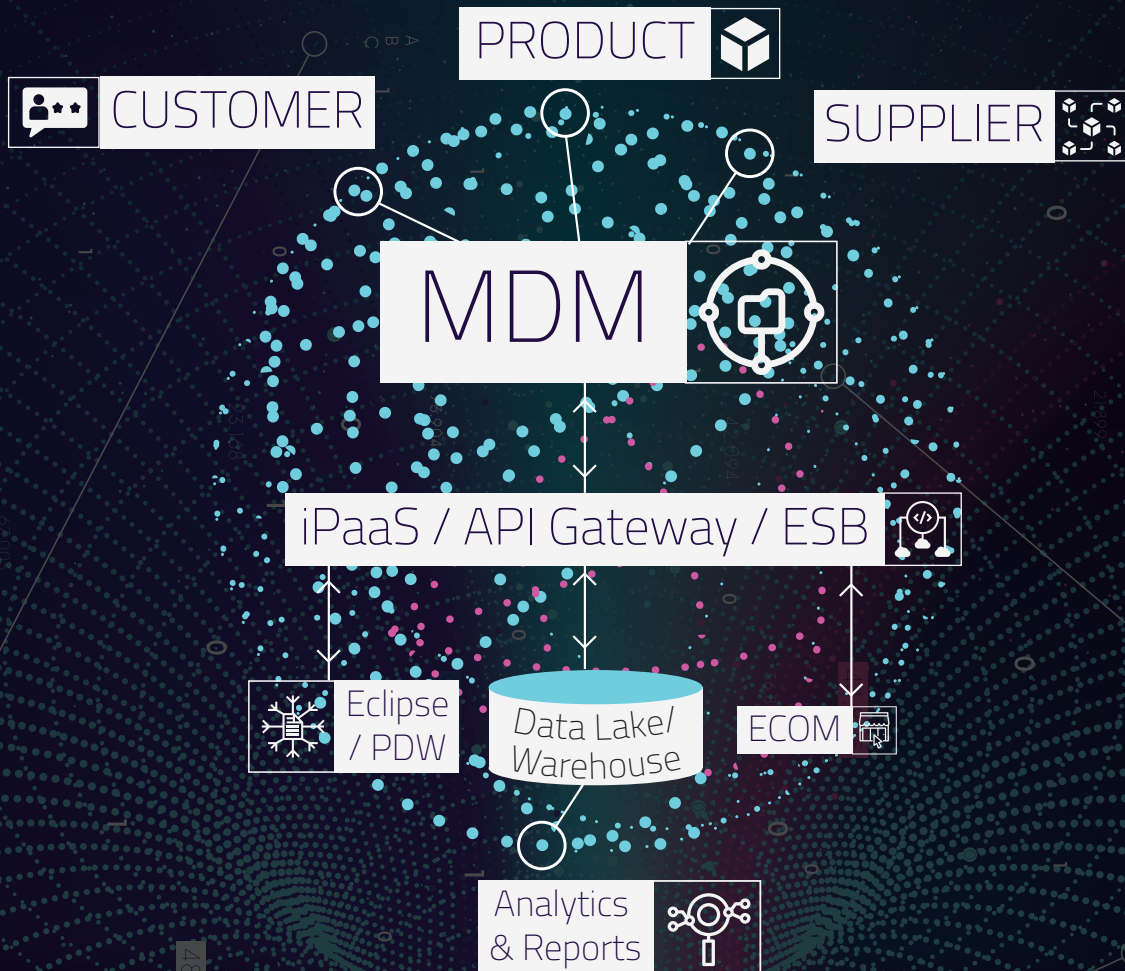 PRODUCT
CUSTOMER
SUPPLIER
MDM
iPaaS / API Gateway / ESB
Eclipse
/ PDW
Data Lake/
Warehouse
ECOM
Analytics
& Reports